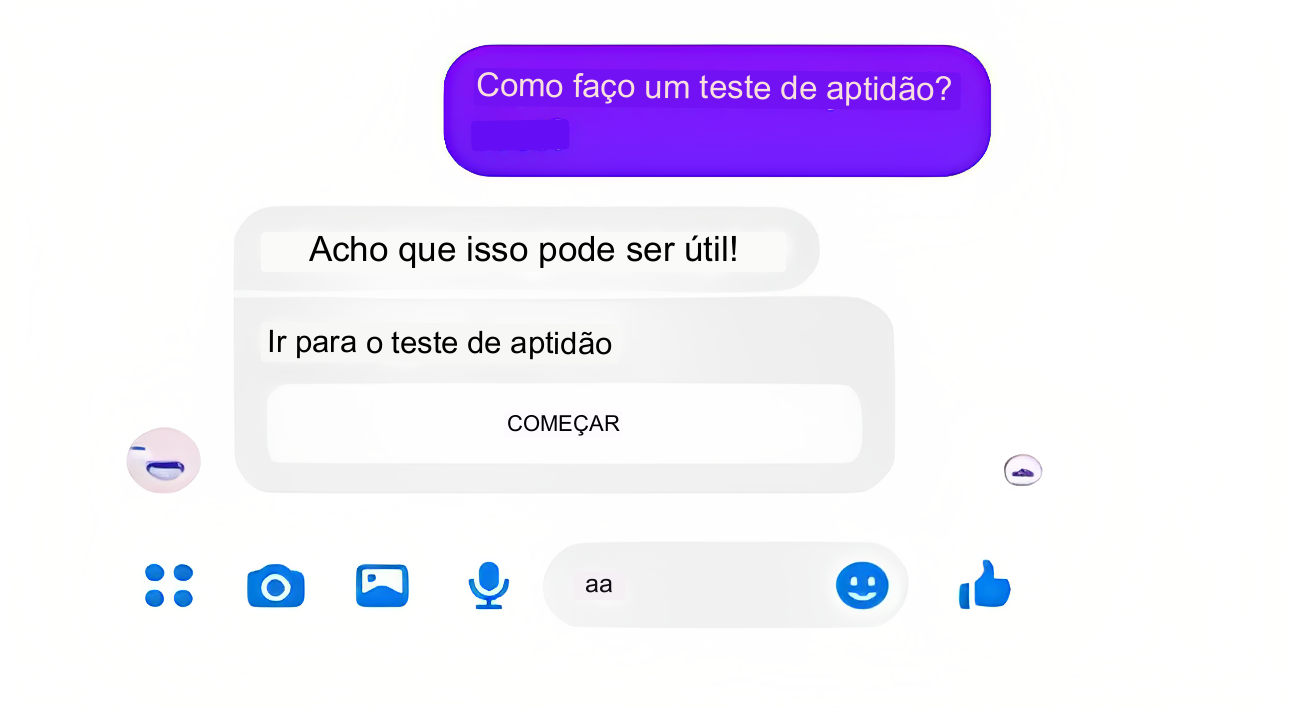 Como faço um teste de aptidão?
Acho que isso pode ser útil!
Ir para o teste de aptidão
COMEÇAR
aa